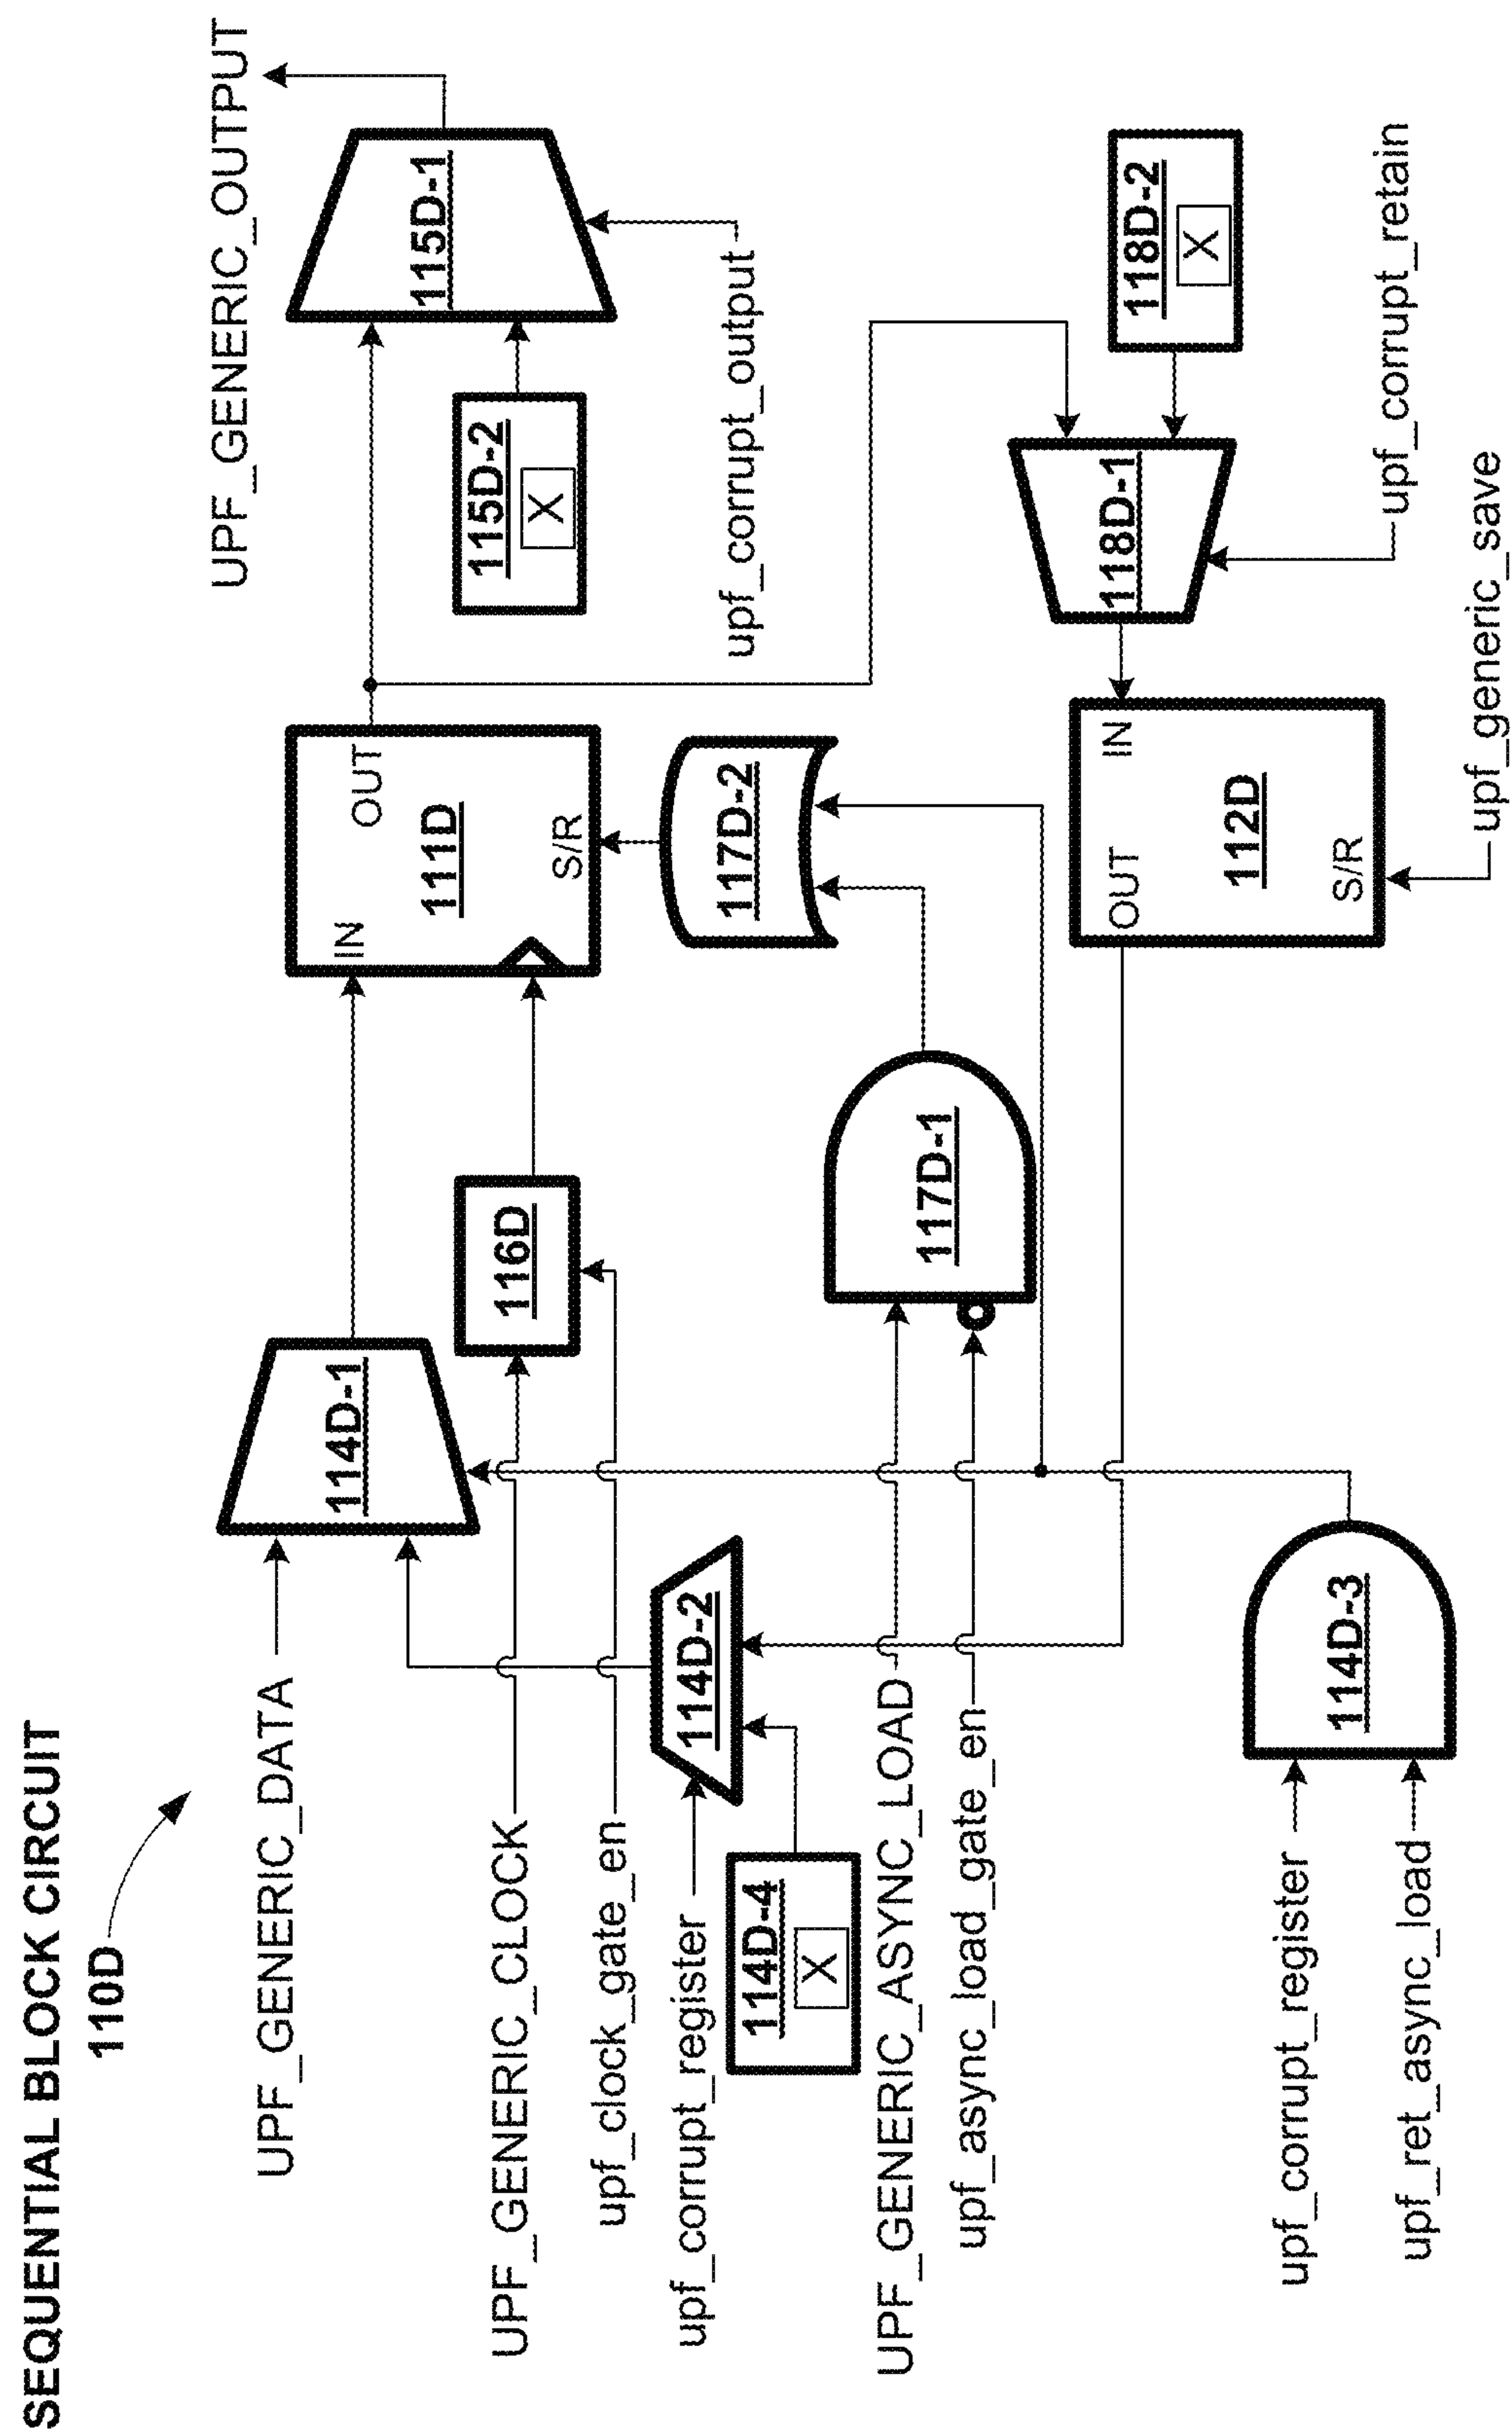 SEQUENTIAL BLOCK CIRCUIT
110D
UPF_GENERIC_DATA
114D-1
UPF_GENERIC_CLOCK
116D
upf_clock_gate_en
upf_corrupt_register
114D-2
114D-4
X
UPF_GENERIC_ASYNC_LOAD
upf_async_load_gate_en
117D-1
117D-2
IN
OUT
111D
S/R
UPF_GENERIC_OUTPUT
115D-1
115D-2
X
upf_corrupt_output
118D-2
X
118D-1
upf_corrupt_retain
OUT
IN
112D
S/R
upf_generic_save
upf_corrupt_register
upf_ret_async_load
114D-3